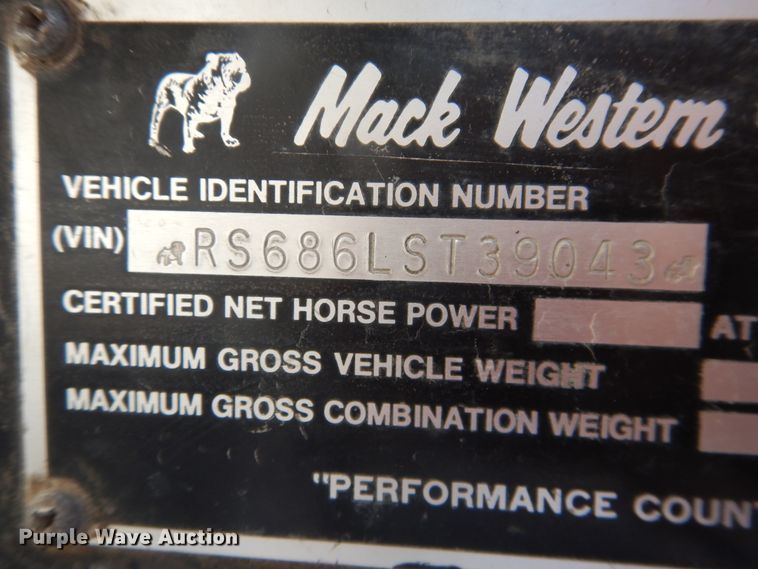 Mack Western
VEHICLE IDENTIFICATION NUMBER
(VIN) RS686LST39043
CERTIFIED NET HORSE POWER AT
MAXIMUM GROSS VEHICLE WEIGHT
MAXIMUM GROSS COMBINATION WEIGHT
"PERFORMANCE COUN
Purple Wave Auction